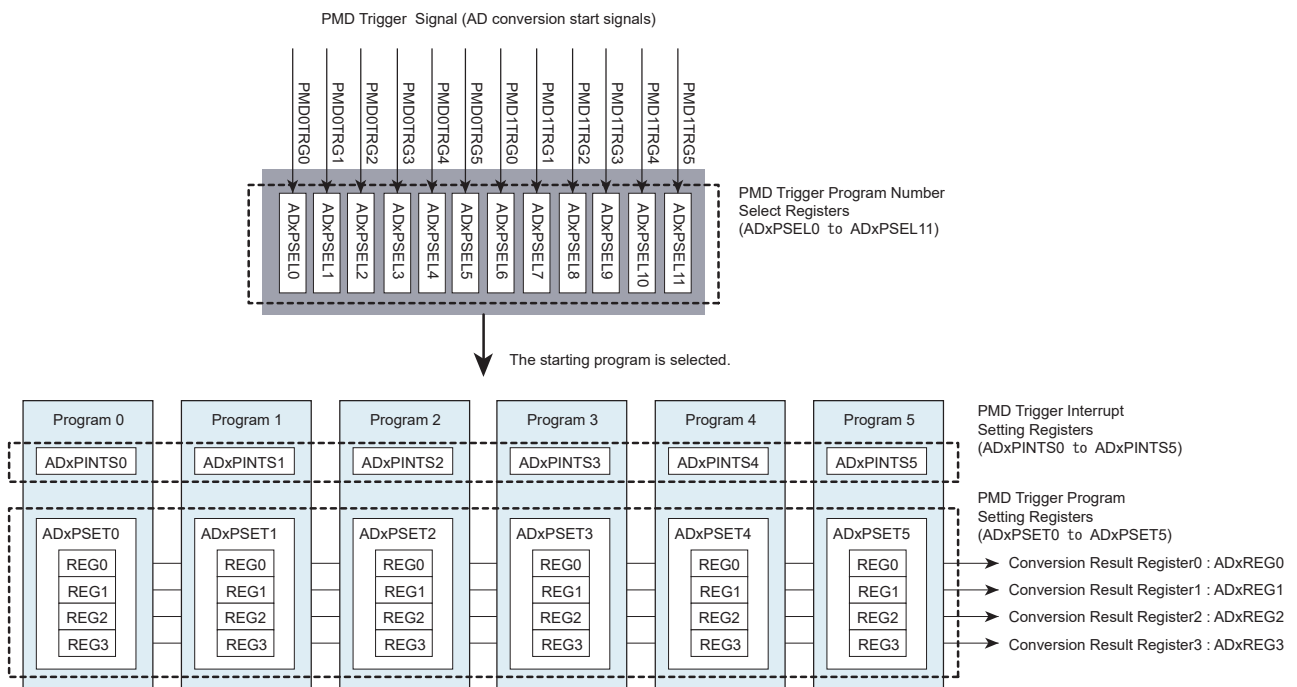 PMD Trigger Signal (AD conversion start signals)
PMD0TRG0
PMD0TRG1
PMD0TRG2
PMD0TRG3
PMD0TRG4
PMD0TRG5
PMD1TRG0
PMD1TRG1
PMD1TRG2
PMD1TRG3
PMD1TRG4
PMD1TRG5
ADxPSEL0
ADxPSEL1
ADxPSEL2
ADxPSEL3
ADxPSEL4
ADxPSEL5
ADxPSEL6
ADxPSEL7
ADxPSEL8
ADxPSEL9
ADxPSEL10
ADxPSEL11
PMD Trigger Program Number
Select Registers
(ADxPSEL0 to ADxPSEL11)
The starting program is selected.
Program 0
Program 1
Program 2
Program 3
Program 4
Program 5
PMD Trigger Interrupt
Setting Registers
(ADxPINTS0 to ADxPINTS5)
ADxPINTS0
ADxPINTS1
ADxPINTS2
ADxPINTS3
ADxPINTS4
ADxPINTS5
PMD Trigger Program
Setting Registers
(ADxPSET0 to ADxPSET5)
ADxPSET0
REG0
REG1
REG2
REG3
ADxPSET1
REG0
REG1
REG2
REG3
ADxPSET2
REG0
REG1
REG2
REG3
ADxPSET3
REG0
REG1
REG2
REG3
ADxPSET4
REG0
REG1
REG2
REG3
ADxPSET5
REG0
REG1
REG2
REG3
Conversion Result Register0 : ADxREG0
Conversion Result Register1 : ADxREG1
Conversion Result Register2 : ADxREG2
Conversion Result Register3 : ADxREG3